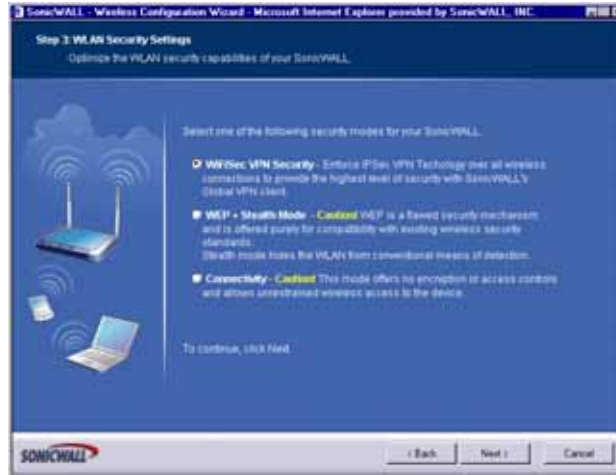 SonicWALL - Wireless Configuration Wizard - Microsoft Internet Explorer provided by SonicWALL, INC.
Step 3: WLAN Security Settings
Optimize the WLAN security capabilities of your SonicWALL.
Select one of the following security modes for your SonicWALL.
WiFiSec VPN Security - Enforce IPSec VPN Technology over all wireless
connections to provide the highest level of security with SonicWALL's
Global VPN client.
WEP + Stealth Mode - Caution! WEP is a flawed security mechanism
and is offered purely for compatibility with existing wireless security
standards.
Stealth mode hides the WLAN from conventional means of detection.
Connectivity - Caution! This mode offers no encryption or access controls
and allows unrestrained wireless access to the device.
To continue, click Next.
SONICWALL
< Back
Next >
Cancel